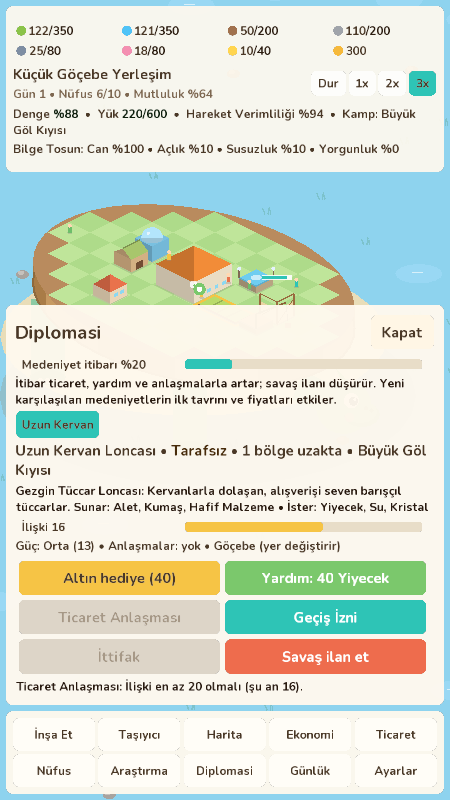 122/350 121/350 50/200 110/200
25/80 18/80 10/40 300
Küçük Göçebe Yerleşim
Gün 1 • Nüfus 6/10 • Mutluluk %64
Dur 1x 2x 3x
Denge %88 • Yük 220/600 • Hareket Verimliliği %94 • Kamp: Büyük
Göl Kıyısı
Bilge Tosun: Can %100 • Açlık %10 • Susuzluk %10 • Yorgunluk %0
Diplomasi
Kapat
Medeniyet itibarı %20
İtibar ticaret, yardım ve anlaşmalarla artar; savaş ilanı düşürür. Yeni
karşılaşılan medeniyetlerin ilk tavrını ve fiyatları etkiler.
Uzun Kervan
Uzun Kervan Loncası • Tarafsız • 1 bölge uzakta • Büyük Göl
Kıyısı
Gezgin Tüccar Loncası: Kervanlarla dolaşan, alışverişi seven barışçıl
tüccarlar. Sunar: Alet, Kumaş, Hafif Malzeme • İster: Yiyecek, Su, Kristal
İlişki 16
Güç: Orta (13) • Anlaşmalar: yok • Göçebe (yer değiştirir)
Altın hediye (40) Yardım: 40 Yiyecek
Ticaret Anlaşması Geçiş İzni
İttifak Savaş ilan et
Ticaret Anlaşması: İlişki en az 20 olmalı (şu an 16).
İnşa Et Taşıyıcı Harita Ekonomi Ticaret
Nüfus Araştırma Diplomasi Günlük Ayarlar